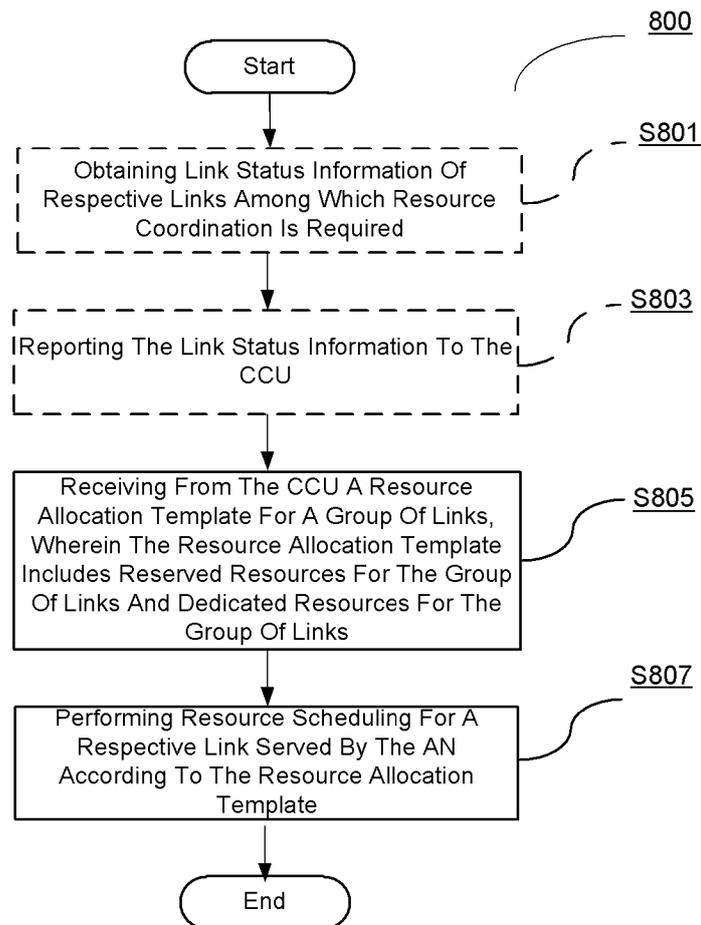 800
Start
S801
Obtaining Link Status Information Of
Respective Links Among Which Resource
Coordination Is Required
S803
Reporting The Link Status Information To The
CCU
S805
Receiving From The CCU A Resource
Allocation Template For A Group Of Links,
Wherein The Resource Allocation Template
Includes Reserved Resources For The Group
Of Links And Dedicated Resources For The
Group Of Links
S807
Performing Resource Scheduling For A
Respective Link Served By The AN
According To The Resource Allocation
Template
End